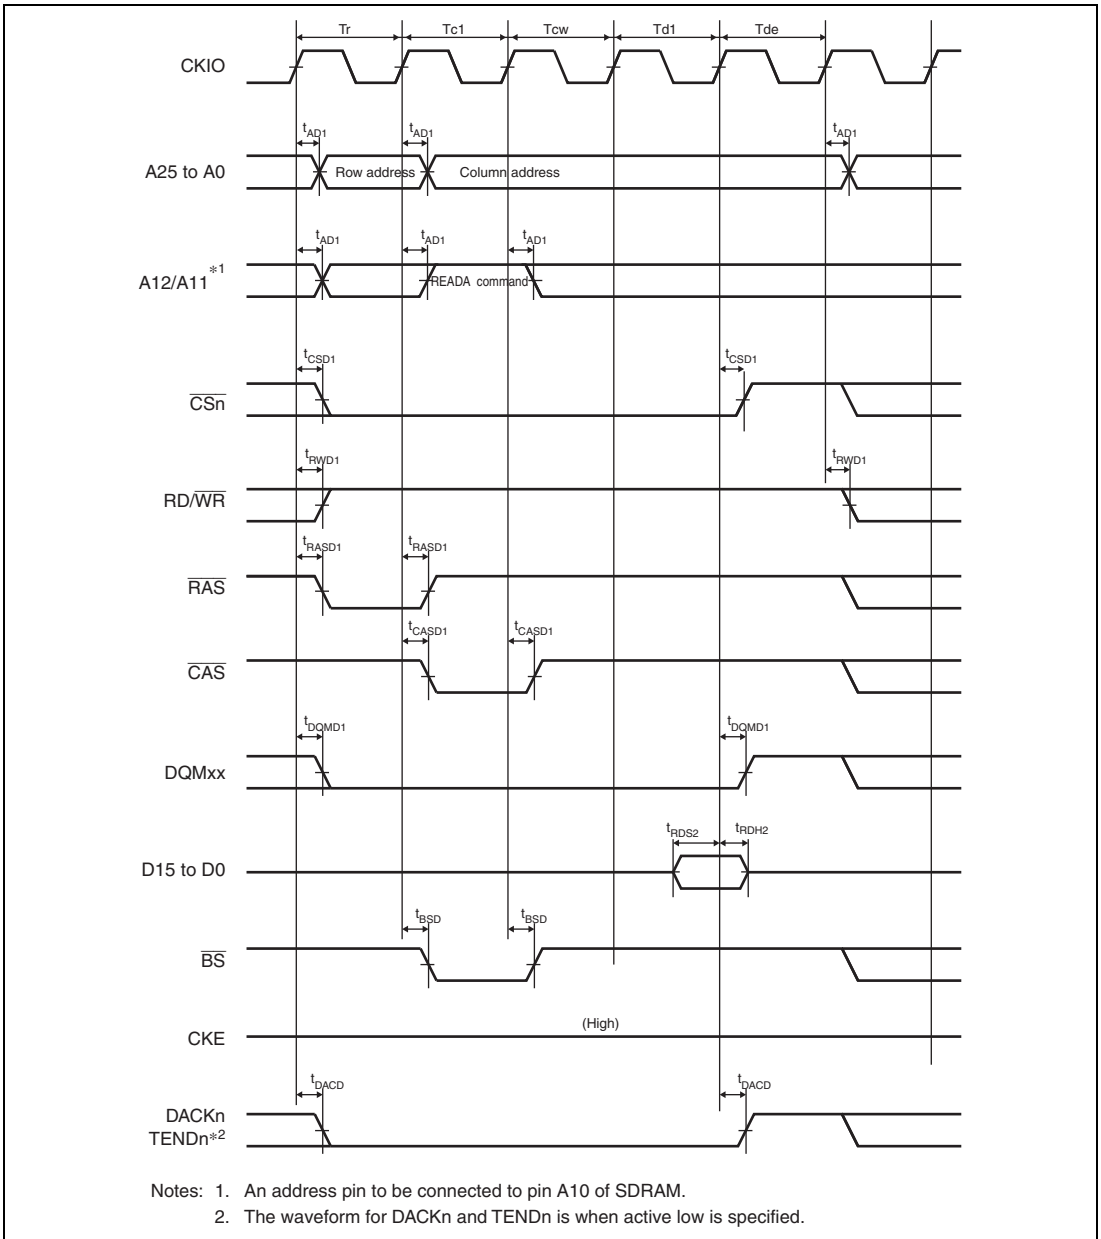 Tr Tc1 Tcw Td1 Tde
CKIO
tAD1 tAD1 tAD1
A25 to A0 Row address Column address
tAD1 tAD1 tAD1
A12/A11*1 READA command
tCSD1 tCSD1
CSn
tRWD1 tRWD1
RD/WR
tRASD1 tRASD1
RAS
tCASD1 tCASD1
CAS
tDQMD1 tDQMD1
DQMxx
tRDS2 tRDH2
D15 to D0
tBSD tBSD
BS
(High)
CKE
tDACD tDACD
DACKn
TENDn*2
Notes: 1. An address pin to be connected to pin A10 of SDRAM.
2. The waveform for DACKn and TENDn is when active low is specified.